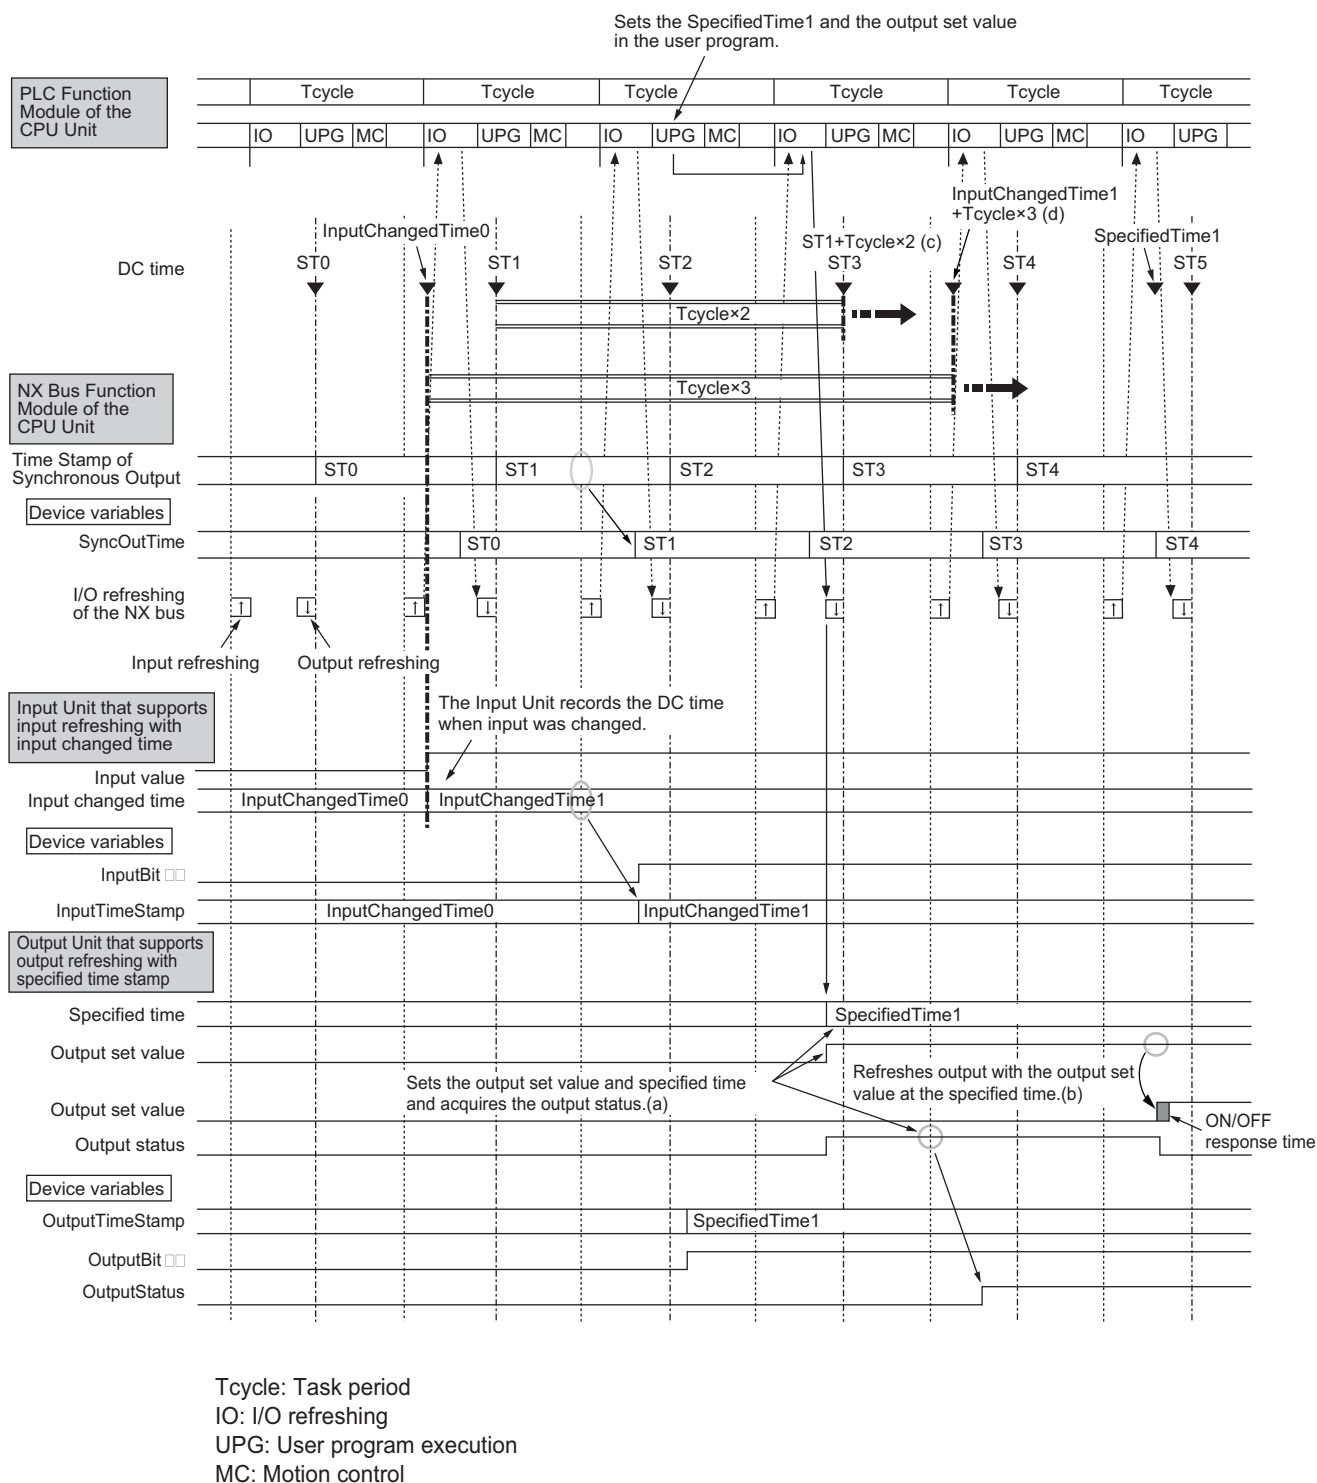 Sets the SpecifiedTime1 and the output set value
in the user program.
PLC Function
Module of the
CPU Unit
Tcycle Tcycle Tcycle Tcycle Tcycle Tcycle
IO UPG MC IO UPG MC IO UPG MC IO UPG MC IO UPG MC IO UPG
InputChangedTime1
+Tcycle×3 (d)
InputChangedTime0
ST1+Tcycle×2 (c)
SpecifiedTime1
DC time
ST0 ST1 ST2 ST3 ST4 ST5
Tcycle×2
NX Bus Function
Module of the
CPU Unit
Tcycle×3
Time Stamp of
Synchronous Output
ST0 ST1 ST2 ST3 ST4
Device variables
SyncOutTime
ST0 ST1 ST2 ST3 ST4
I/O refreshing
of the NX bus
↑ ↓ ↑ ↓ ↑ ↓ ↑ ↓ ↑ ↓ ↑ ↓
Input refreshing Output refreshing
Input Unit that supports
input refreshing with
input changed time
The Input Unit records the DC time
when input was changed.
Input value
Input changed time
InputChangedTime0 InputChangedTime1
Device variables
InputBit □□
InputTimeStamp
InputChangedTime0 InputChangedTime1
Output Unit that supports
output refreshing with
specified time stamp
Specified time
SpecifiedTime1
Output set value
Sets the output set value and specified time
and acquires the output status.(a)
Refreshes output with the output set
value at the specified time.(b)
Output set value
ON/OFF
response time
Output status
Device variables
OutputTimeStamp
SpecifiedTime1
OutputBit □□
OutputStatus
Tcycle: Task period
IO: I/O refreshing
UPG: User program execution
MC: Motion control